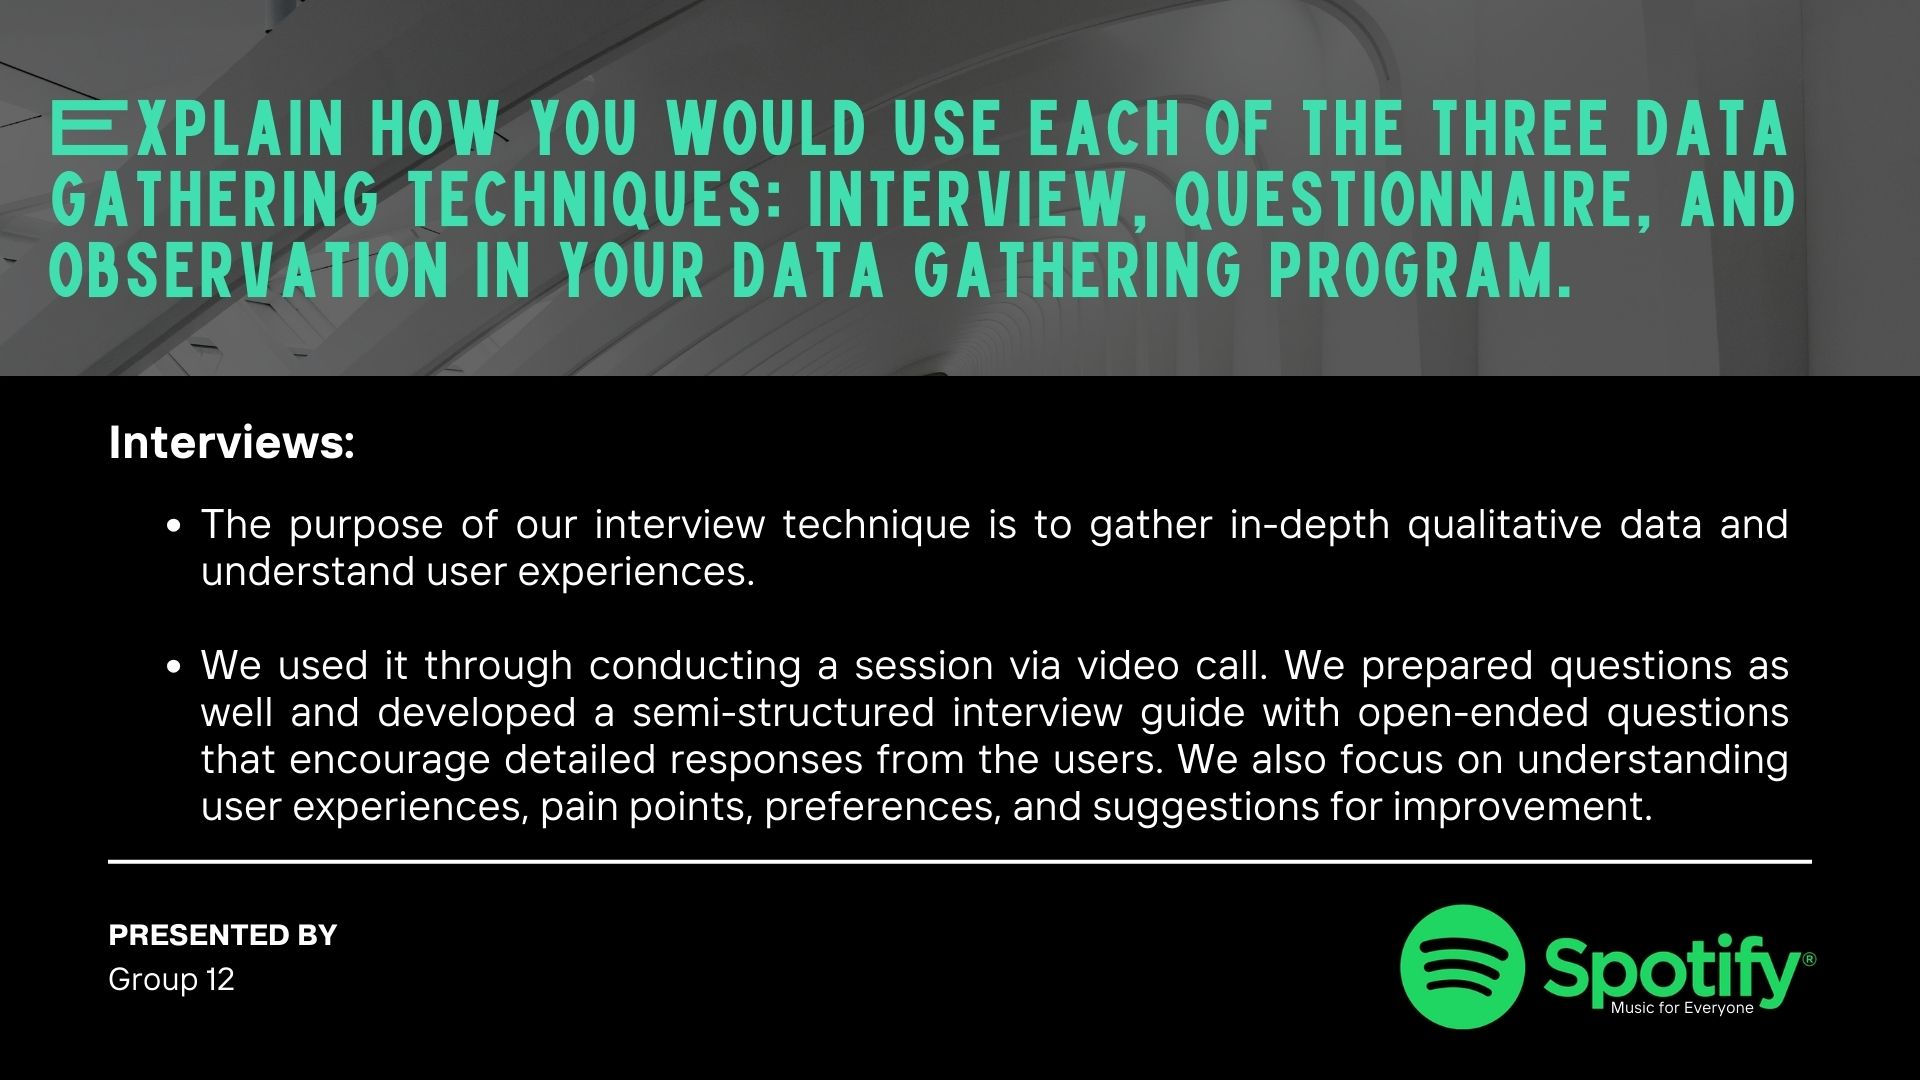 EXPLAIN HOW YOU WOULD USE EACH OF THE THREE DATA
GATHERING TECHNIQUES: INTERVIEW, QUESTIONNAIRE, AND
OBSERVATION IN YOUR DATA GATHERING PROGRAM.
Interviews:
• The purpose of our interview technique is to gather in-depth qualitative data and
understand user experiences.
• We used it through conducting a session via video call. We prepared questions as
well and developed a semi-structured interview guide with open-ended questions
that encourage detailed responses from the users. We also focus on understanding
user experiences, pain points, preferences, and suggestions for improvement.
PRESENTED BY
Group 12
Spotify®
Music for Everyone